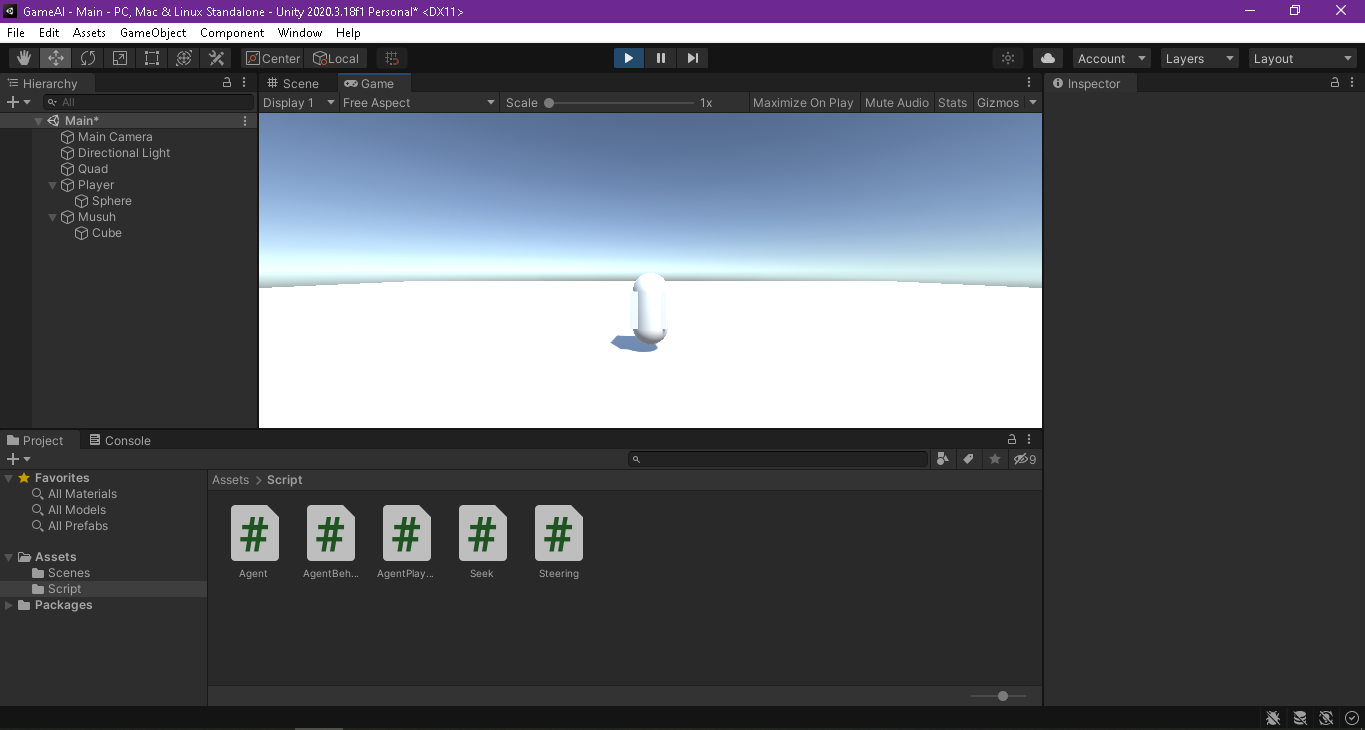 GameAI - Main - PC, Mac & Linux Standalone - Unity 2020.3.18f1 Personal* <DX11>
File Edit Assets GameObject Component Window Help
Center Local Account Layers Layout
Hierarchy Scene Game Inspector
All Display 1 Free Aspect Scale 1x Maximize On Play Mute Audio Stats Gizmos
Main*
Main Camera
Directional Light
Quad
Player
Sphere
Musuh
Cube
Project Console
9
Favorites
All Materials
All Models
All Prefabs
Assets
Scenes
Script
Packages
Assets > Script
Agent AgentBeh... AgentPlay... Seek Steering